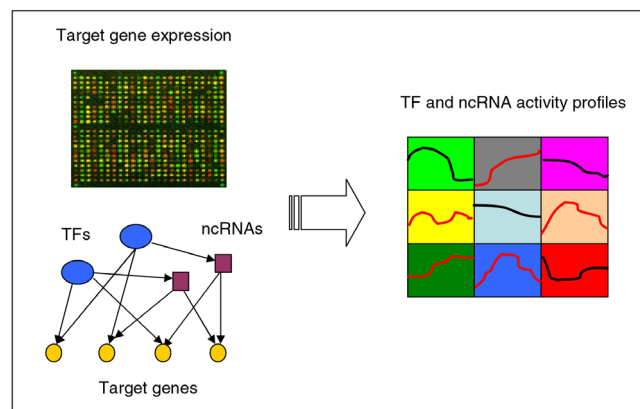 Target gene expression
TF and ncRNA activity profiles
TFs
ncRNAs
Target genes